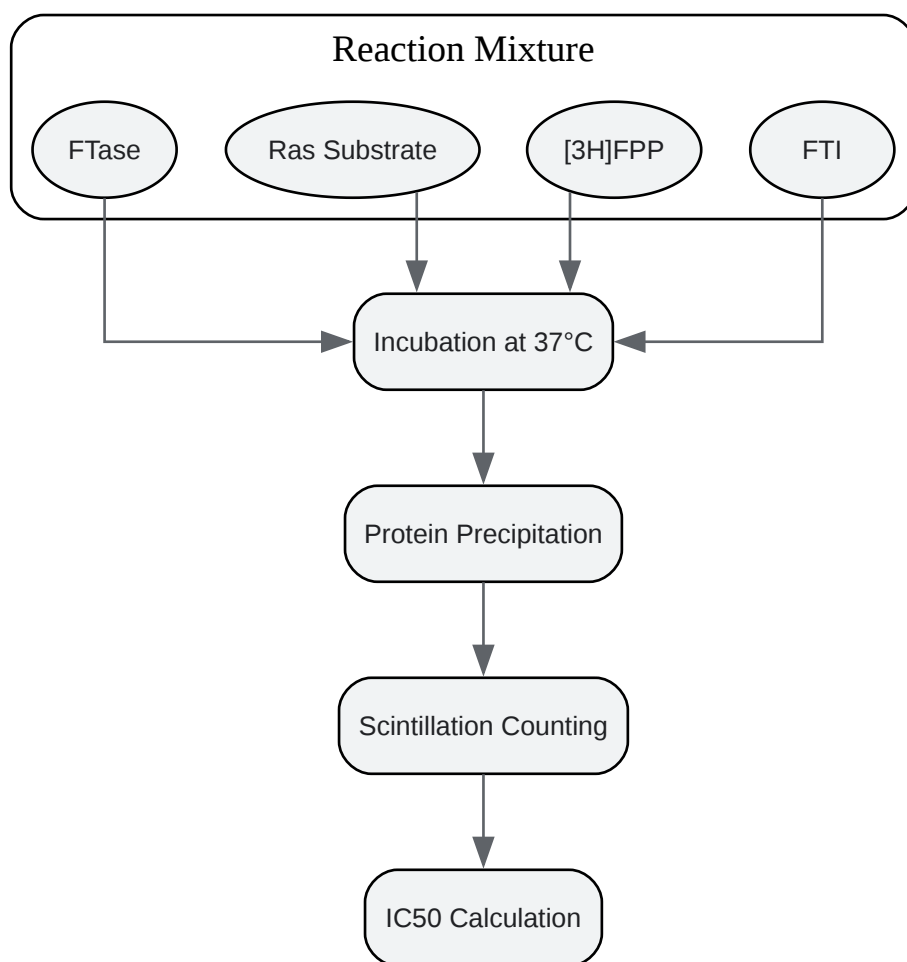 Reaction Mixture
FTase
Ras Substrate
[3H]FPP
FTI
Incubation at 37°C
Protein Precipitation
Scintillation Counting
IC50 Calculation